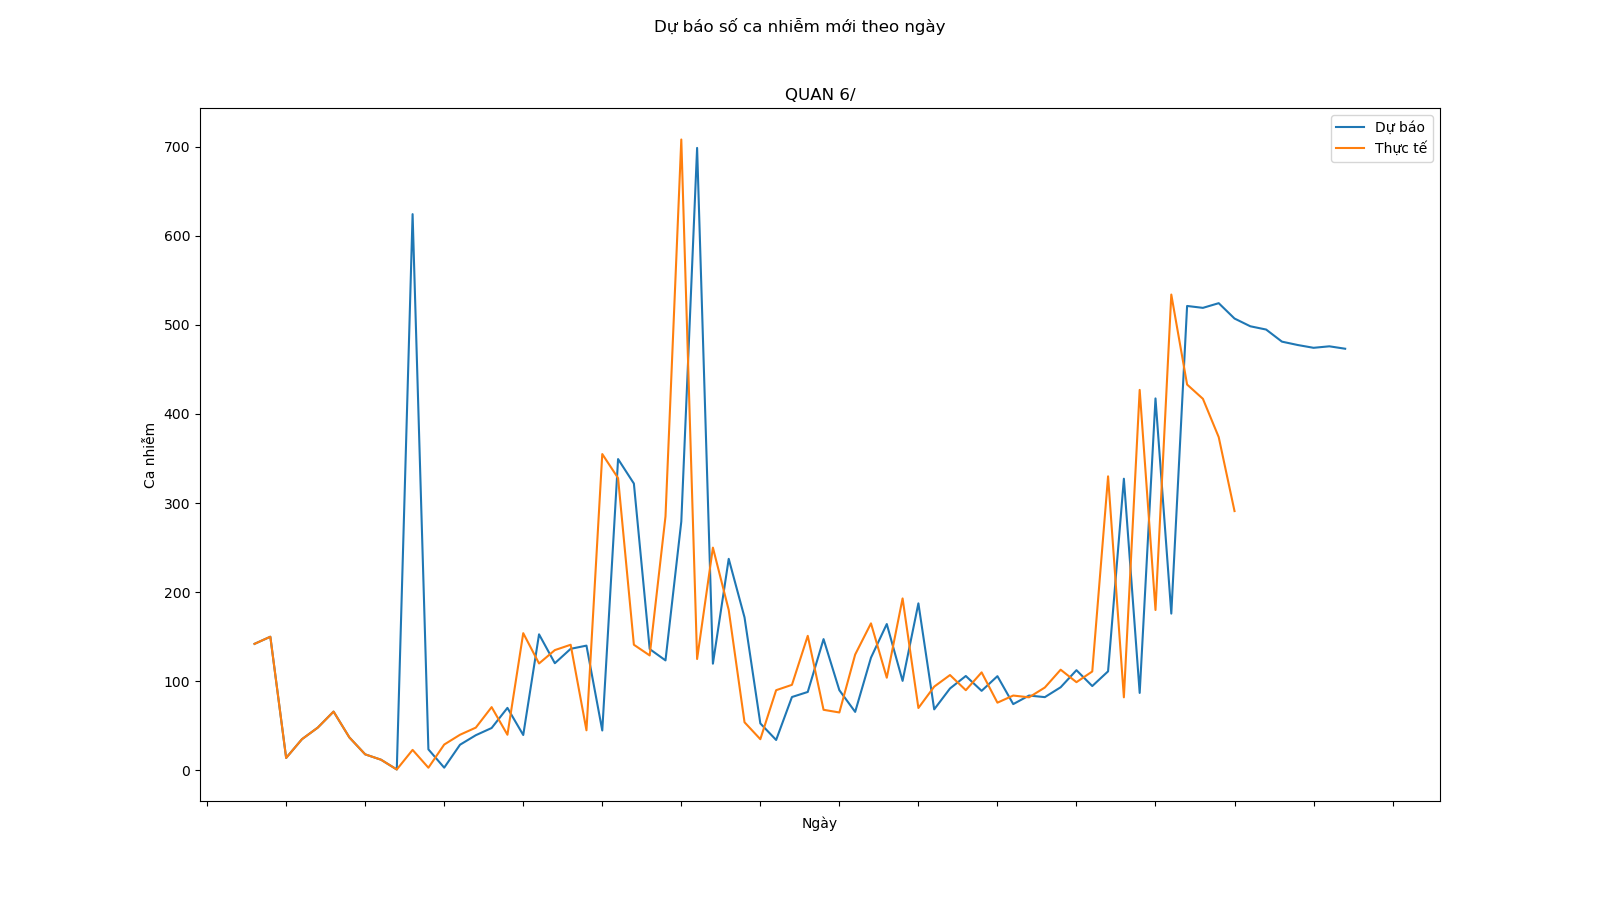 Dự báo số ca nhiễm mới theo ngày
QUAN 6/
Dự báo
Thực tế
700
600
500
400
300
200
100
0
Ca nhiễm
Ngày